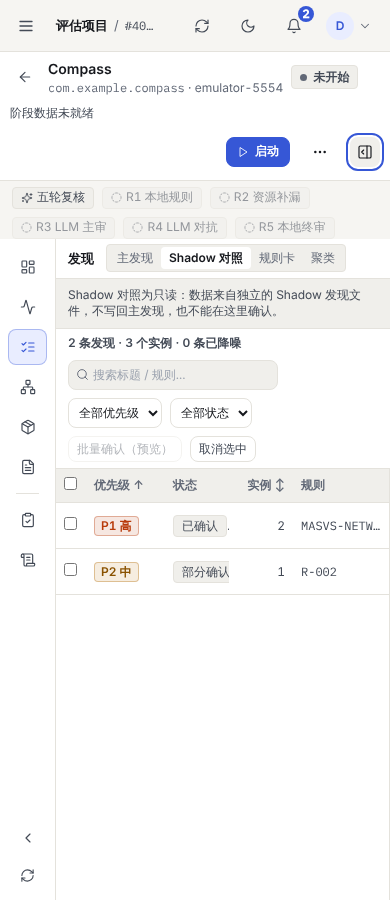 评估项目 / #40…
2
D
Compass
com.example.compass · emulator-5554
未开始
阶段数据未就绪
启动
五轮复核
R1 本地规则
R2 资源补漏
R3 LLM 主审
R4 LLM 对抗
R5 本地终审
发现
主发现
Shadow 对照
规则卡
聚类
Shadow 对照为只读：数据来自独立的 Shadow 发现文
件，不写回主发现，也不能在这里确认。
2 条发现 · 3 个实例 · 0 条已降噪
搜索标题 / 规则…
全部优先级
全部状态
批量确认（预览）
取消选中
优先级 ↑ 状态 实例 规则
P1 高 已确认 2 MASVS-NETW…
P2 中 部分确认 1 R-002